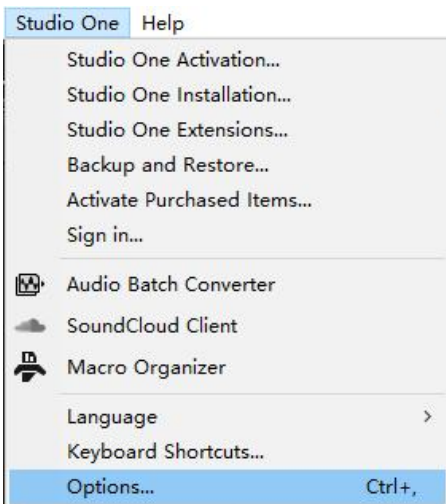 Studio One Help
Studio One Activation...
Studio One Installation...
Studio One Extensions...
Backup and Restore...
Activate Purchased Items...
Sign in...
Audio Batch Converter
SoundCloud Client
Macro Organizer
Language >
Keyboard Shortcuts...
Options... Ctrl+,